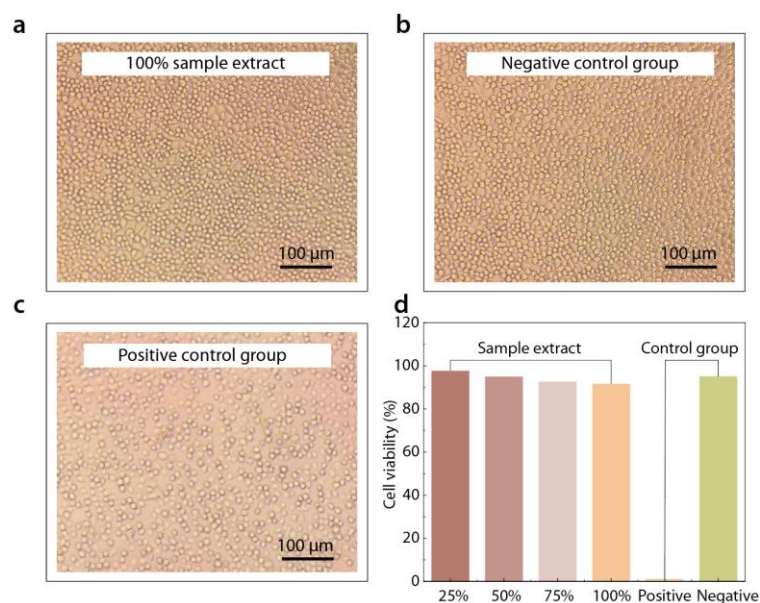 a
100% sample extract
100 µm
b
Negative control group
100 µm
c
Positive control group
100 µm
d
120
100
80
60
40
20
0
Cell viability (%)
Sample extract
Control group
25% 50% 75% 100% Positive Negative